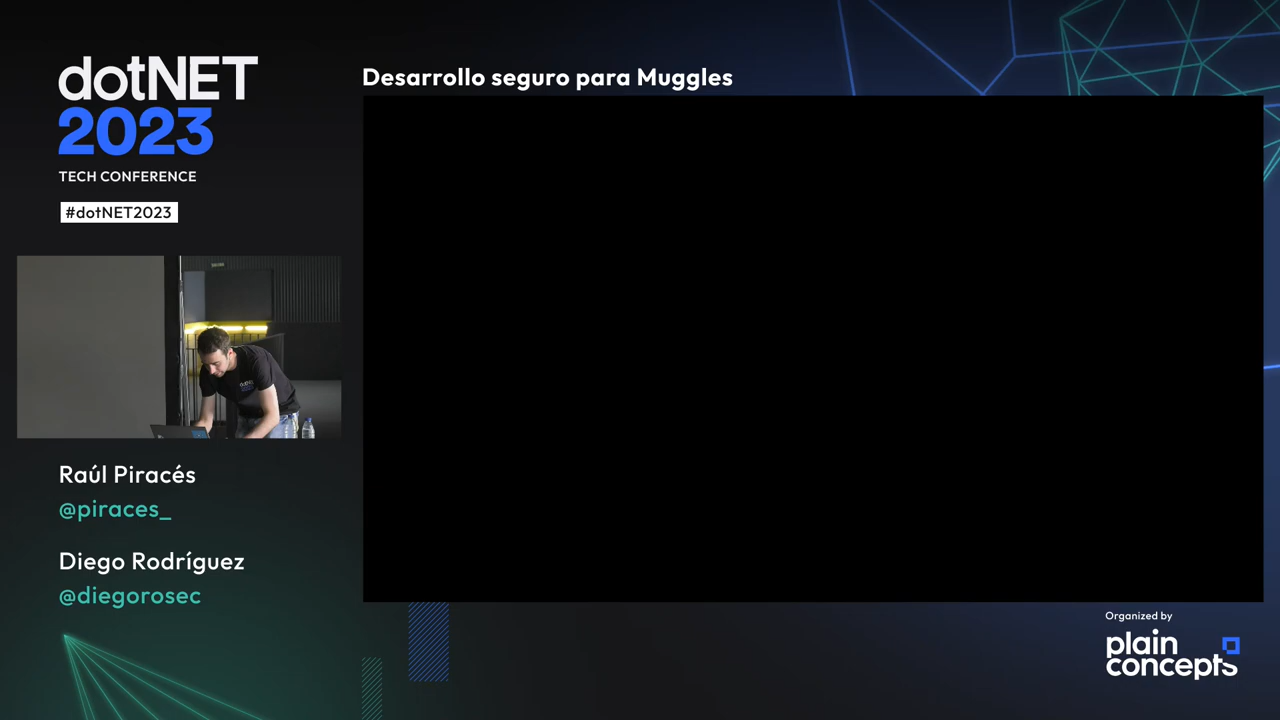 dotNET
2023
TECH CONFERENCE
#dotNET2023
Desarrollo seguro para Muggles
Raúl Piracés
@piraces_
Diego Rodríguez
@diegorosec
Organized by
plain
concepts